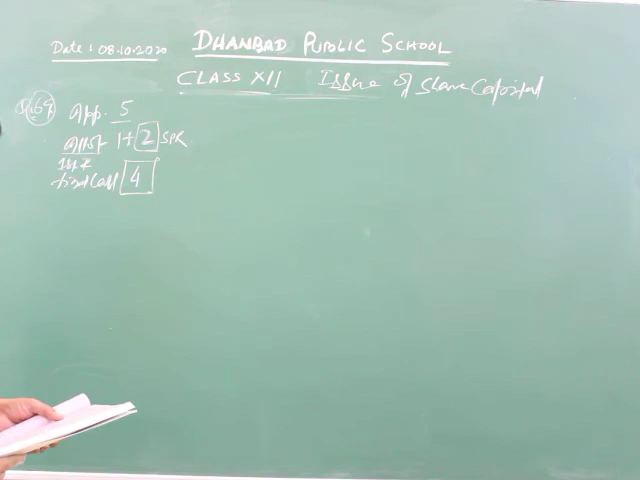 Date: 08.10.2020 DHANBAD PUBLIC SCHOOL
CLASS XII Issue of Share Capital
Q.69 app. 5
allot 1+2 SPR
1st &
final call 4